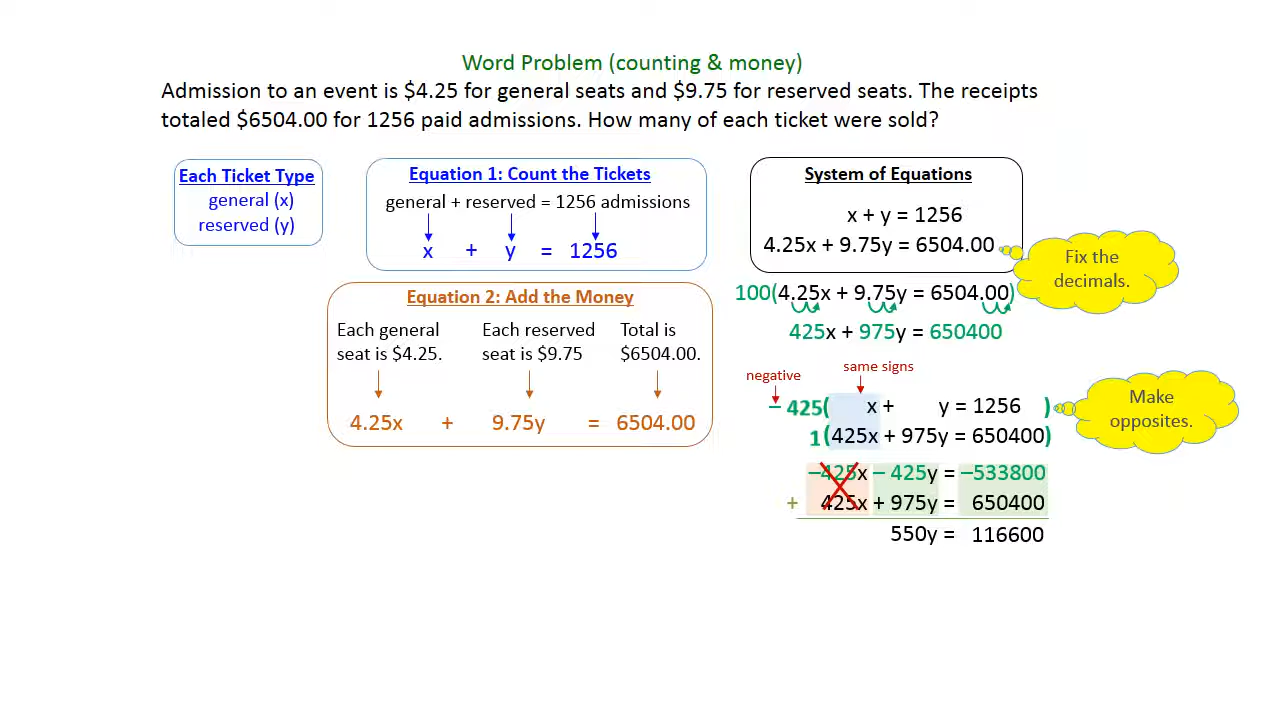 Word Problem (counting & money)
Admission to an event is $4.25 for general seats and $9.75 for reserved seats. The receipts
totaled $6504.00 for 1256 paid admissions. How many of each ticket were sold?
Each Ticket Type
general (x)
reserved (y)
Equation 1: Count the Tickets
general + reserved = 1256 admissions
x + y = 1256
Equation 2: Add the Money
Each general
seat is $4.25.
Each reserved
seat is $9.75
Total is
$6504.00.
4.25x + 9.75y = 6504.00
System of Equations
x + y = 1256
4.25x + 9.75y = 6504.00
Fix the
decimals.
100(4.25x + 9.75y = 6504.00)
425x + 975y = 650400
same signs
negative
– 425( x + y = 1256 )
1(425x + 975y = 650400)
Make
opposites.
–425x – 425y = –533800
+ 425x + 975y = 650400
550y = 116600